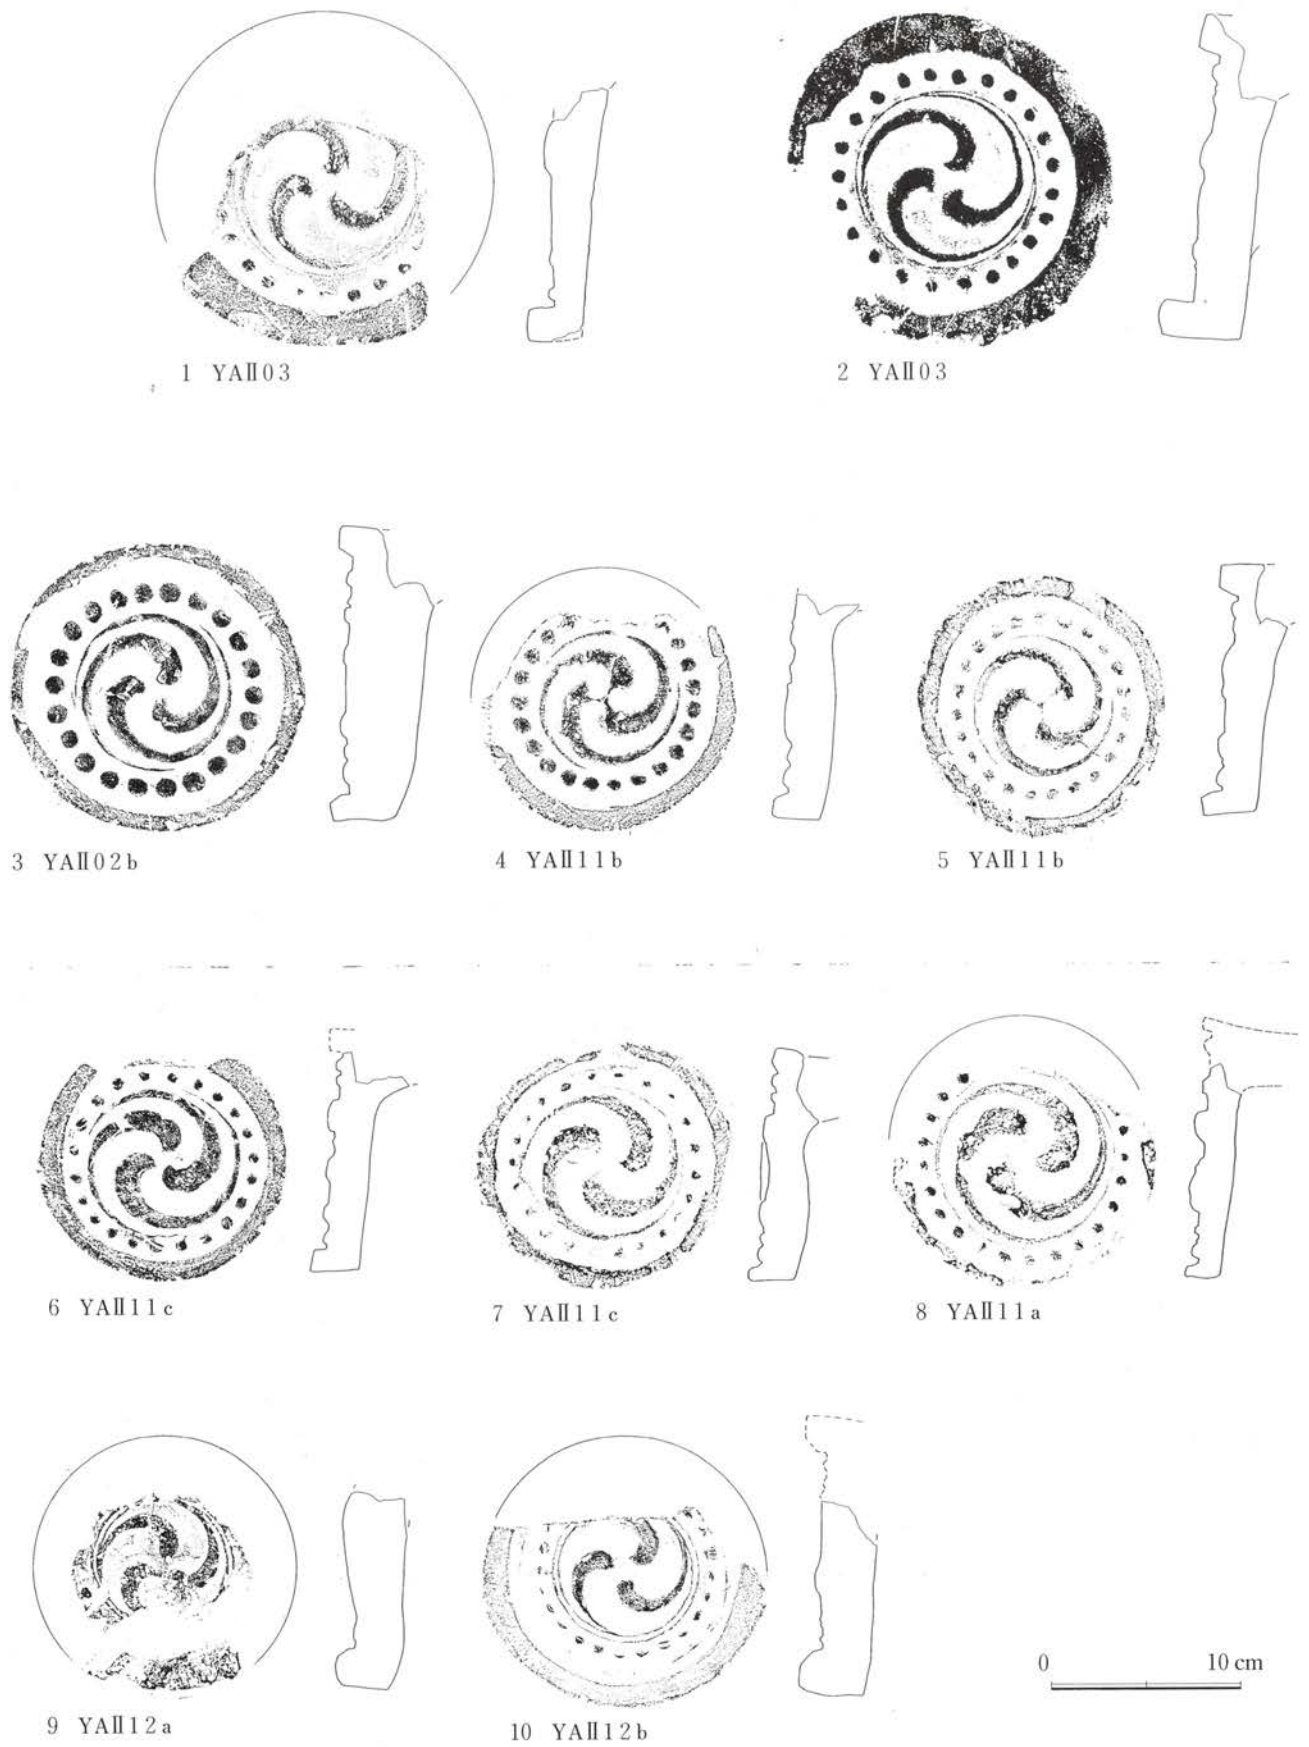 1 YAⅡ03
2 YAⅡ03
3 YAⅡ02b
4 YAⅡ11b
5 YAⅡ11b
6 YAⅡ11c
7 YAⅡ11c
8 YAⅡ11a
9 YAⅡ12a
10 YAⅡ12b
0 10 cm